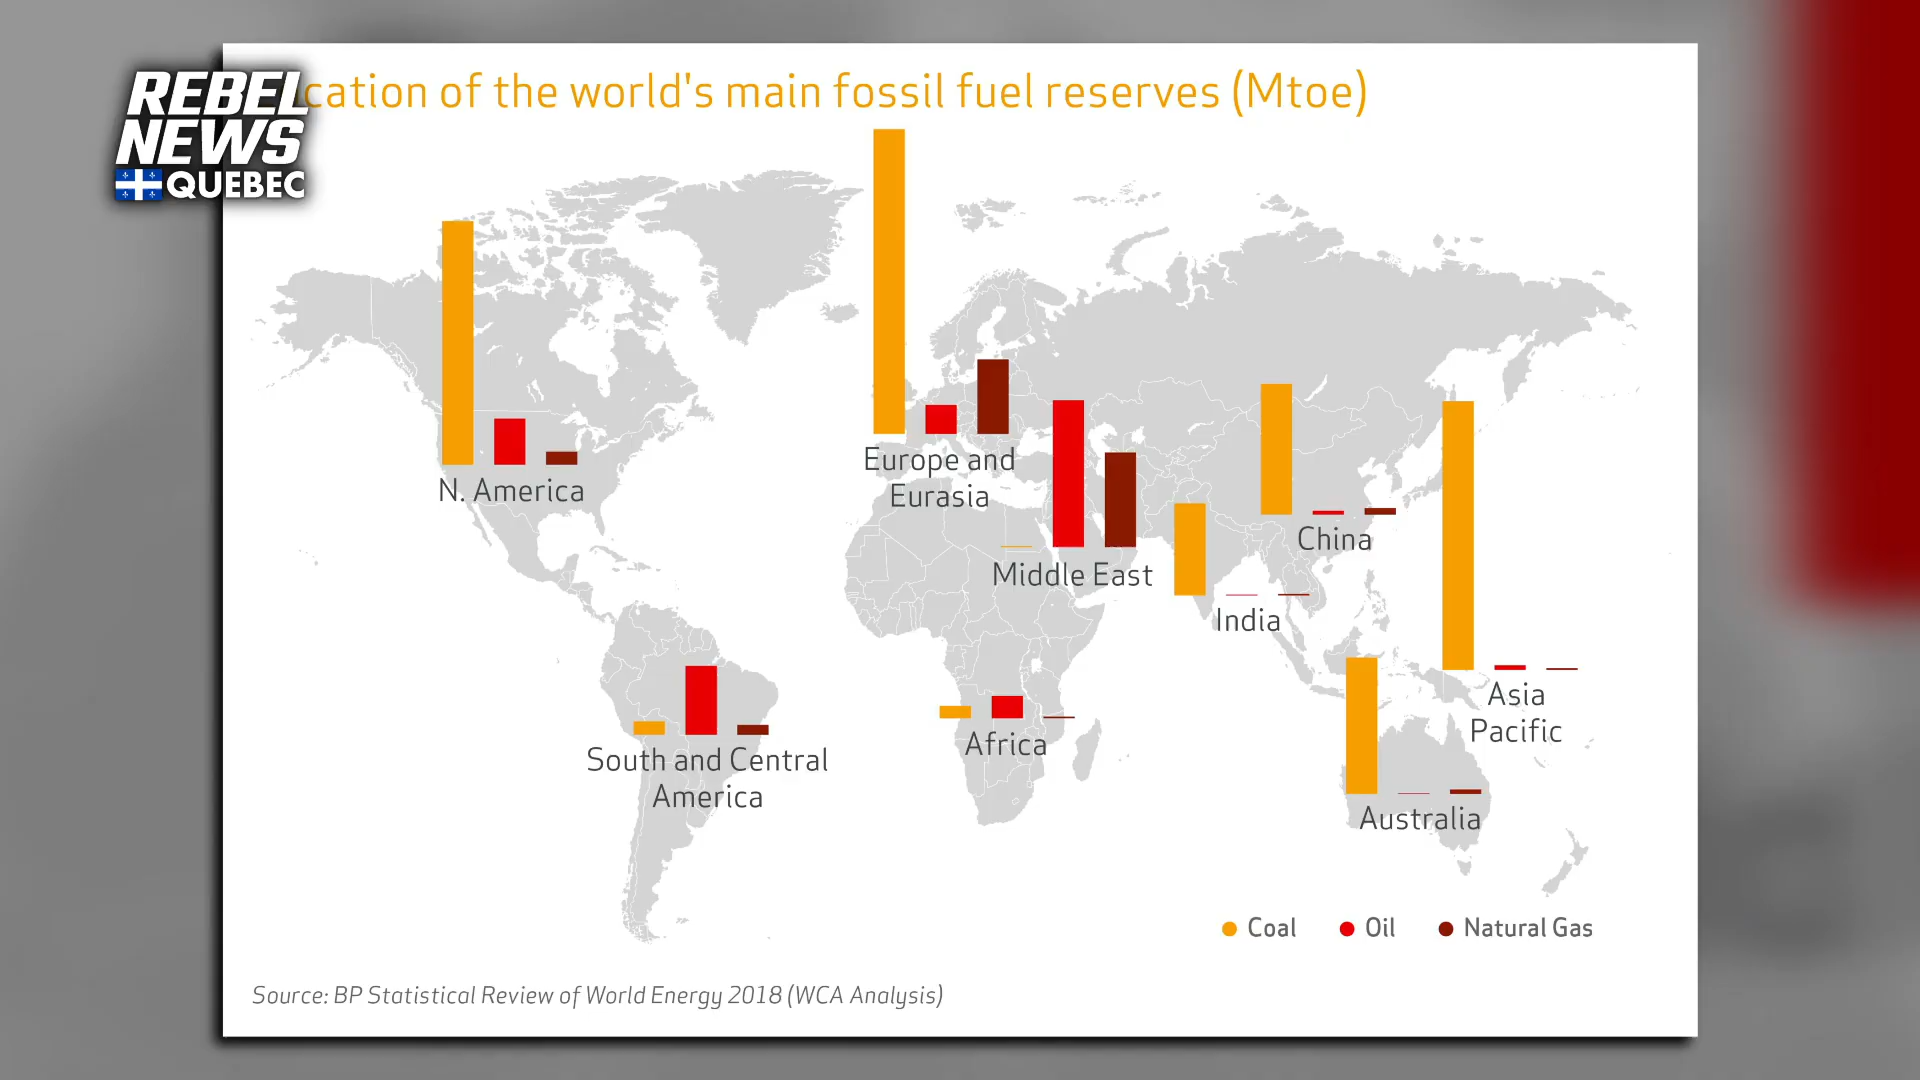 REBEL
NEWS
QUEBEC
cation of the world's main fossil fuel reserves (Mtoe)
N. America
Europe and
Eurasia
Middle East
China
India
Asia
Pacific
South and Central
America
Africa
Australia
Coal
Oil
Natural Gas
Source: BP Statistical Review of World Energy 2018 (WCA Analysis)